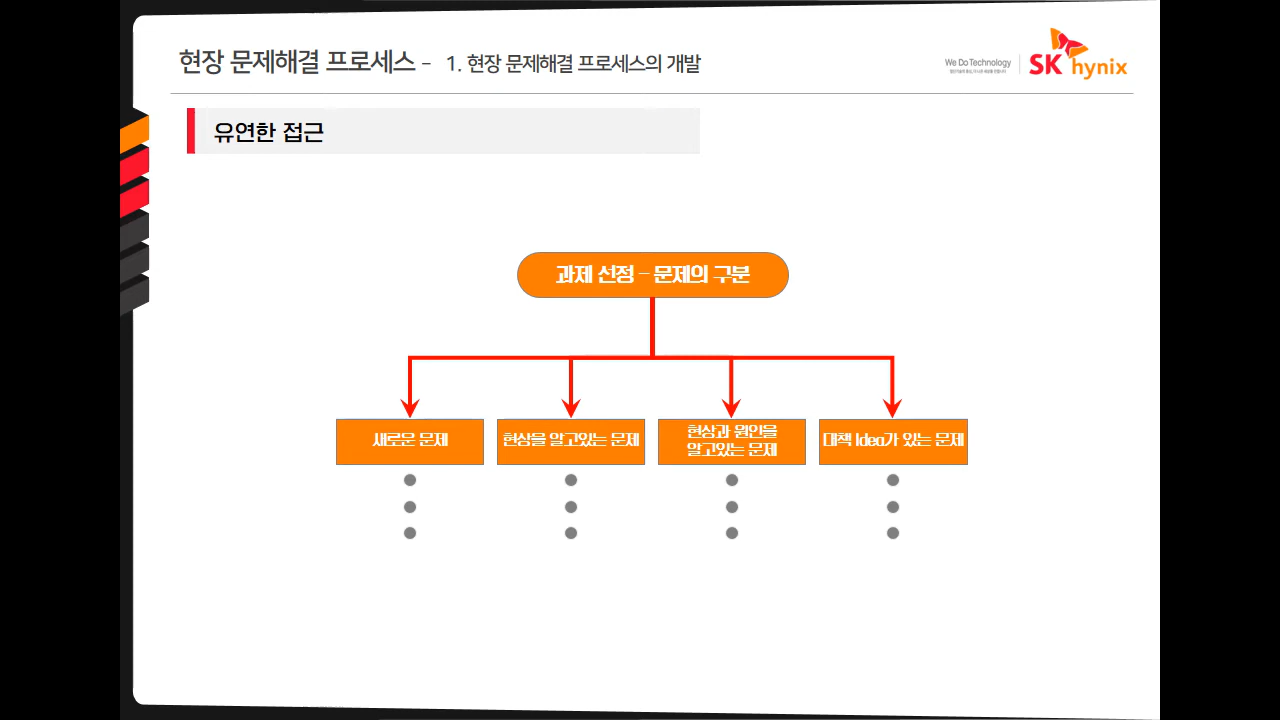 현장 문제해결 프로세스 - 1. 현장 문제해결 프로세스의 개발
We Do Technology
SK hynix
유연한 접근
과제 선정 - 문제의 구분
새로운 문제
현상을 알고있는 문제
현상과 원인을
알고있는 문제
대책 Idea가 있는 문제